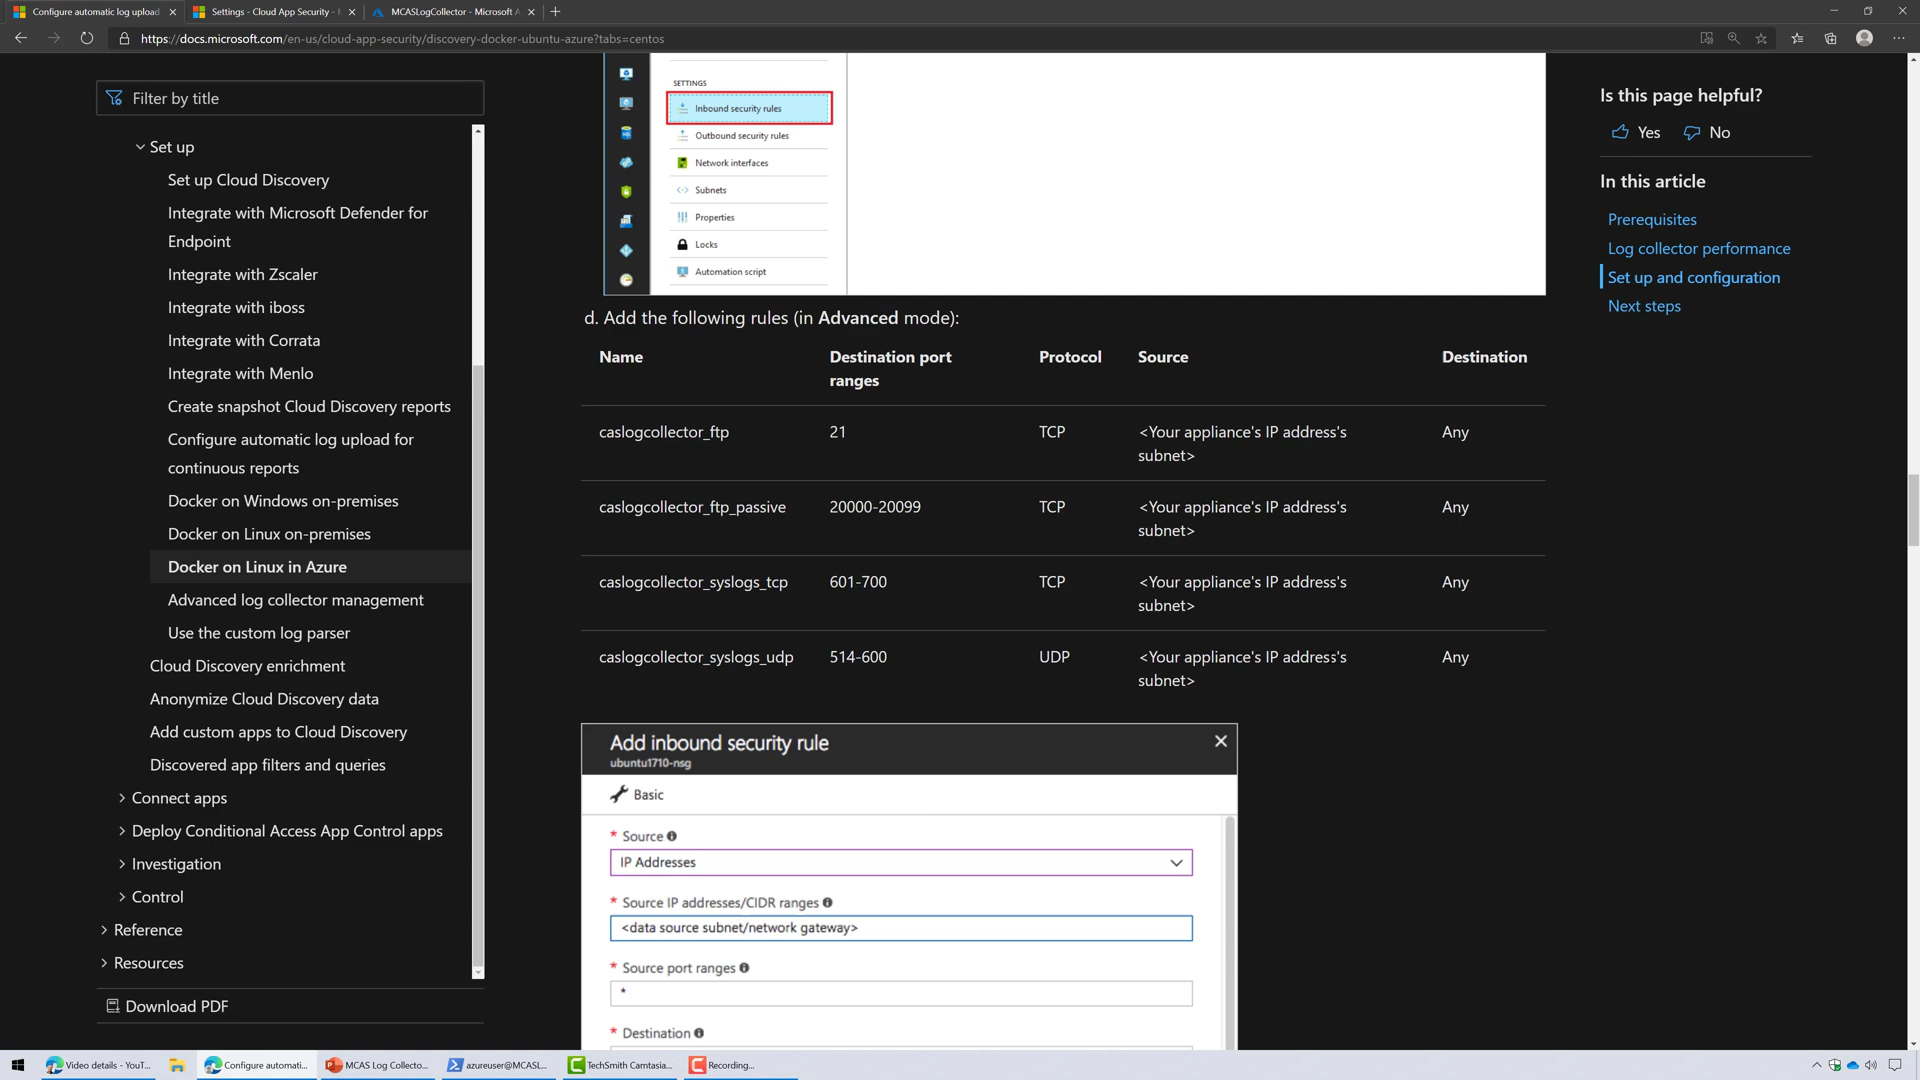 Configure automatic log upload
Settings - Cloud App Security -
MCASLogCollector - Microsoft A
https://docs.microsoft.com/en-us/cloud-app-security/discovery-docker-ubuntu-azure?tabs=centos
Filter by title
Set up
Set up Cloud Discovery
Integrate with Microsoft Defender for
Endpoint
Integrate with Zscaler
Integrate with iboss
Integrate with Corrata
Integrate with Menlo
Create snapshot Cloud Discovery reports
Configure automatic log upload for
continuous reports
Docker on Windows on-premises
Docker on Linux on-premises
Docker on Linux in Azure
Advanced log collector management
Use the custom log parser
Cloud Discovery enrichment
Anonymize Cloud Discovery data
Add custom apps to Cloud Discovery
Discovered app filters and queries
Connect apps
Deploy Conditional Access App Control apps
Investigation
Control
Reference
Resources
Download PDF
SETTINGS
Inbound security rules
Outbound security rules
Network interfaces
Subnets
Properties
Locks
Automation script
d. Add the following rules (in Advanced mode):
Name Destination port ranges Protocol Source Destination
caslogcollector_ftp 21 TCP <Your appliance's IP address's subnet> Any
caslogcollector_ftp_passive 20000-20099 TCP <Your appliance's IP address's subnet> Any
caslogcollector_syslogs_tcp 601-700 TCP <Your appliance's IP address's subnet> Any
caslogcollector_syslogs_udp 514-600 UDP <Your appliance's IP address's subnet> Any
Add inbound security rule
ubuntu1710-nsg
Basic
* Source
IP Addresses
* Source IP addresses/CIDR ranges
<data source subnet/network gateway>
* Source port ranges
*
* Destination
Is this page helpful?
Yes No
In this article
Prerequisites
Log collector performance
Set up and configuration
Next steps
Video details - YouT...
Configure automati...
MCAS Log Collecto...
azureuser@MCASL...
TechSmith Camtasia...
Recording...